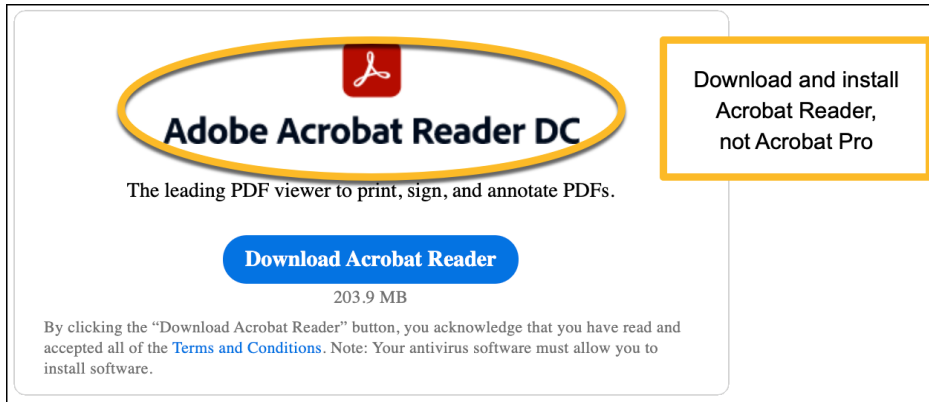 Adobe Acrobat Reader DC
The leading PDF viewer to print, sign, and annotate PDFs.
Download Acrobat Reader
203.9 MB
By clicking the “Download Acrobat Reader” button, you acknowledge that you have read and
accepted all of the Terms and Conditions. Note: Your antivirus software must allow you to
install software.
Download and install
Acrobat Reader,
not Acrobat Pro